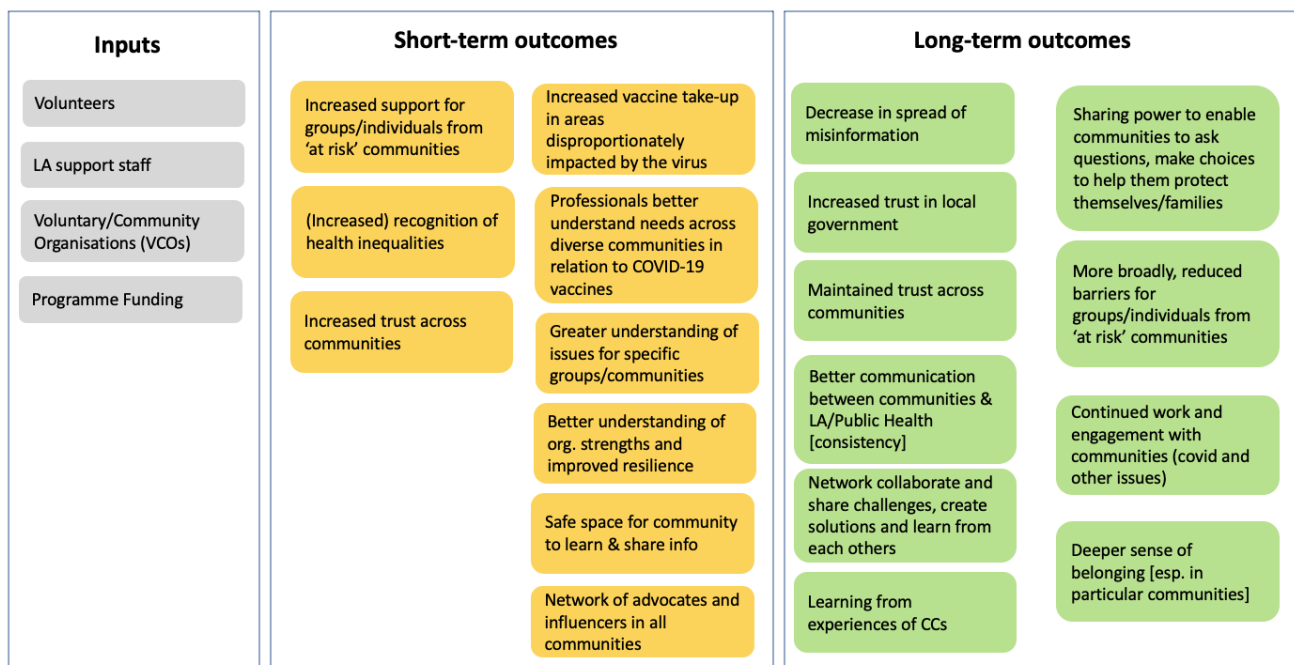 Inputs
Volunteers
LA support staff
Voluntary/Community
Organisations (VCOs)
Programme Funding
Short-term outcomes
Increased support for
groups/individuals from
‘at risk’ communities
(Increased) recognition of
health inequalities
Increased trust across
communities
Increased vaccine take-up
in areas
disproportionately
impacted by the virus
Professionals better
understand needs across
diverse communities in
relation to COVID-19
vaccines
Greater understanding of
issues for specific
groups/communities
Better understanding of
org. strengths and
improved resilience
Safe space for community
to learn & share info
Network of advocates and
influencers in all
communities
Long-term outcomes
Decrease in spread of
misinformation
Increased trust in local
government
Maintained trust across
communities
Better communication
between communities &
LA/Public Health
[consistency]
Network collaborate and
share challenges, create
solutions and learn from
each others
Learning from
experiences of CCs
Sharing power to enable
communities to ask
questions, make choices
to help them protect
themselves/families
More broadly, reduced
barriers for
groups/individuals from
‘at risk’ communities
Continued work and
engagement with
communities (covid and
other issues)
Deeper sense of
belonging [esp. in
particular communities]